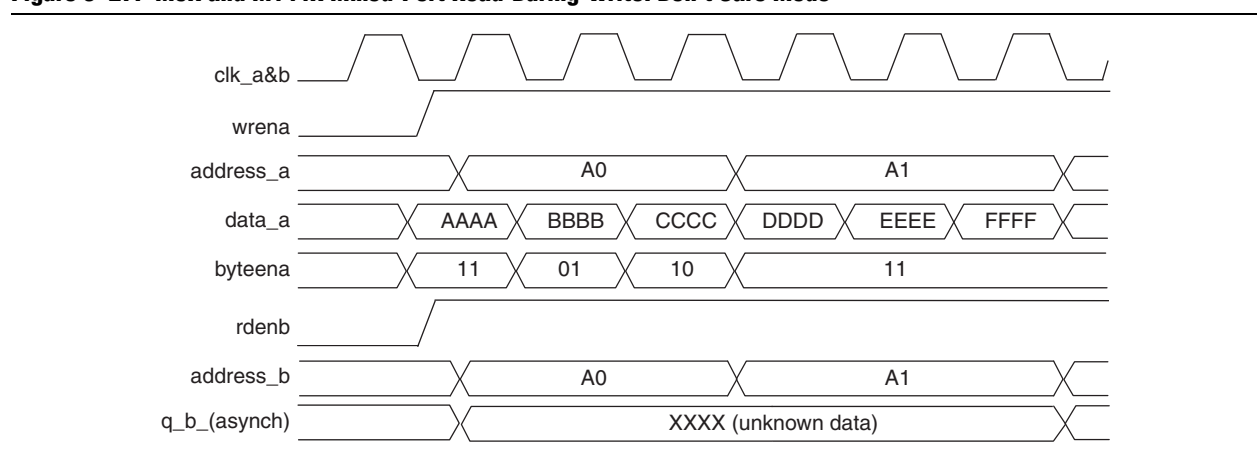 clk_a&b
wrena
address_a A0 A1
data_a AAAA BBBB CCCC DDDD EEEE FFFF
byteena 11 01 10 11
rdenb
address_b A0 A1
q_b_(asynch) XXXX (unknown data)